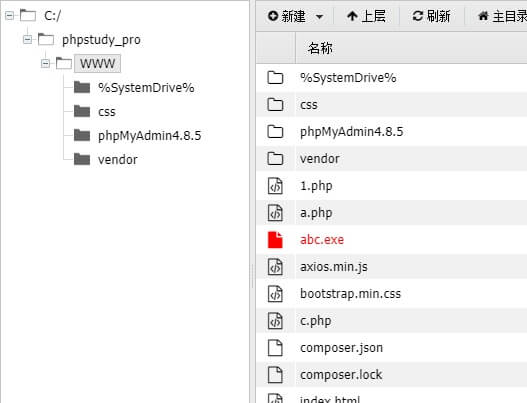 C:/
phpstudy_pro
WWW
%SystemDrive%
css
phpMyAdmin4.8.5
vendor
新建 上层 刷新 主目录
名称
%SystemDrive%
css
phpMyAdmin4.8.5
vendor
1.php
a.php
abc.exe
axios.min.js
bootstrap.min.css
c.php
composer.json
composer.lock
index.html